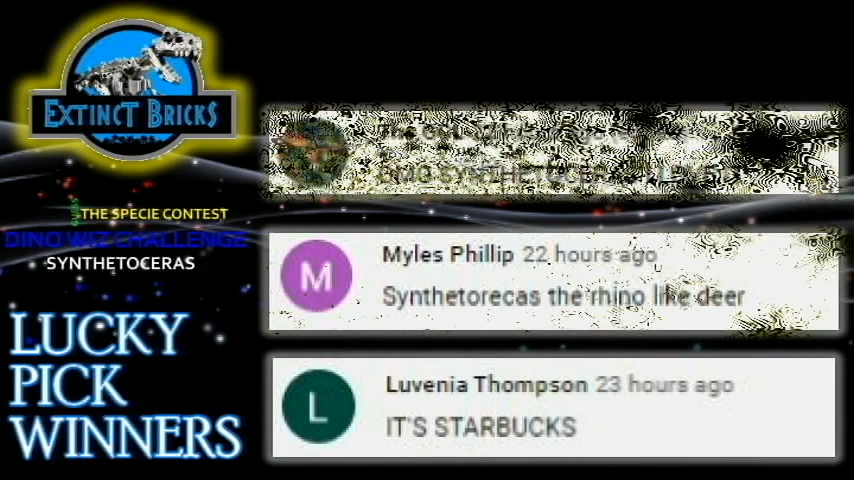 EXTINCT BRICKS
GUESS THE SPECIE CONTEST
DINO WIZ CHALLENGE
SYNTHETOCERAS
LUCKY
PICK
WINNERS
Myles Phillip 22 hours ago
Synthetorecas the rhino like deer
Luvenia Thompson 23 hours ago
IT'S STARBUCKS
M
L